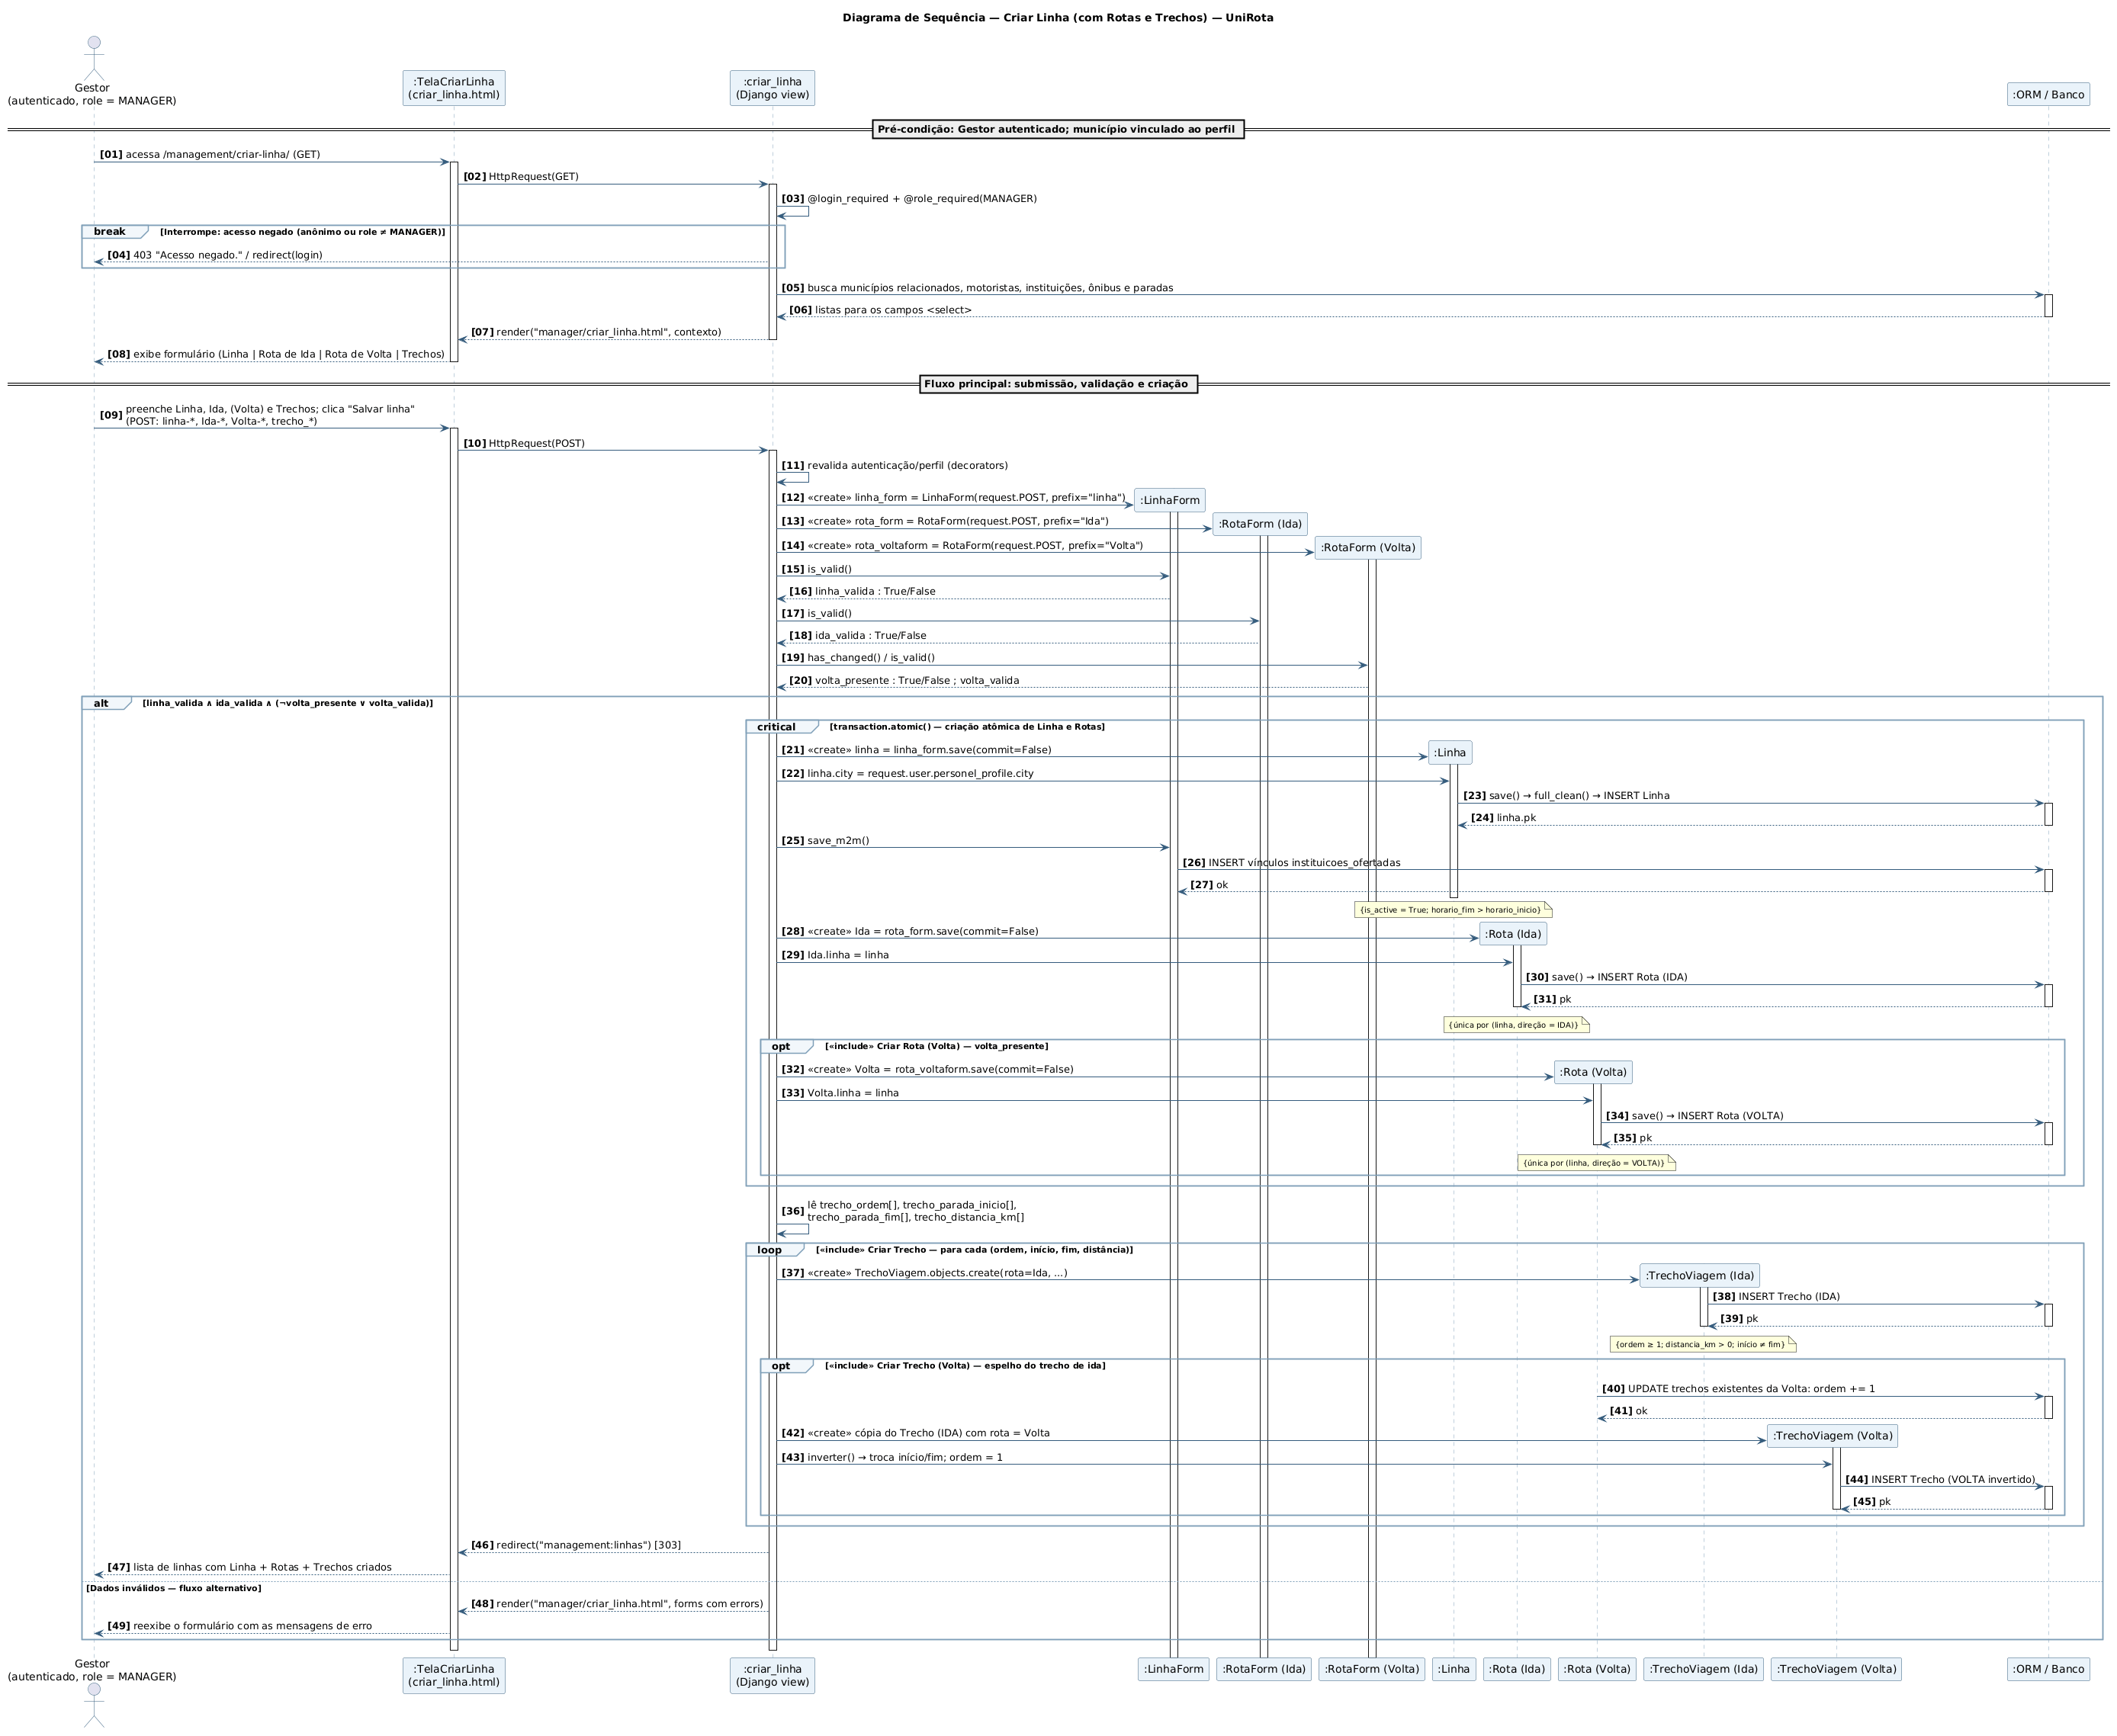 Diagrama de Sequência — Criar Linha (com Rotas e Trechos) — UniRota
Gestor
(autenticado, role = MANAGER)
:TelaCriarLinha
(criar_linha.html)
:criar_linha
(Django view)
:ORM / Banco
Pré-condição: Gestor autenticado; município vinculado ao perfil
[01] acessa /management/criar-linha/ (GET)
[02] HttpRequest(GET)
[03] @login_required + @role_required(MANAGER)
break [Interrompe: acesso negado (anônimo ou role ≠ MANAGER)]
[04] 403 "Acesso negado." / redirect(login)
[05] busca municípios relacionados, motoristas, instituições, ônibus e paradas
[06] listas para os campos <select>
[07] render("manager/criar_linha.html", contexto)
[08] exibe formulário (Linha | Rota de Ida | Rota de Volta | Trechos)
Fluxo principal: submissão, validação e criação
[09] preenche Linha, Ida, (Volta) e Trechos; clica "Salvar linha"
(POST: linha-*, Ida-*, Volta-*, trecho_*)
[10] HttpRequest(POST)
[11] revalida autenticação/perfil (decorators)
[12] «create» linha_form = LinhaForm(request.POST, prefix="linha")
:LinhaForm
[13] «create» rota_form = RotaForm(request.POST, prefix="Ida")
:RotaForm (Ida)
[14] «create» rota_voltaform = RotaForm(request.POST, prefix="Volta")
:RotaForm (Volta)
[15] is_valid()
[16] linha_valida : True/False
[17] is_valid()
[18] ida_valida : True/False
[19] has_changed() / is_valid()
[20] volta_presente : True/False ; volta_valida
alt [linha_valida ∧ ida_valida ∧ (¬volta_presente ∨ volta_valida)]
critical [transaction.atomic() — criação atômica de Linha e Rotas]
[21] «create» linha = linha_form.save(commit=False)
:Linha
[22] linha.city = request.user.personel_profile.city
[23] save() → full_clean() → INSERT Linha
[24] linha.pk
[25] save_m2m()
[26] INSERT vínculos instituicoes_ofertadas
[27] ok
{is_active = True; horario_fim > horario_inicio}
[28] «create» Ida = rota_form.save(commit=False)
:Rota (Ida)
[29] Ida.linha = linha
[30] save() → INSERT Rota (IDA)
[31] pk
{única por (linha, direção = IDA)}
opt [«include» Criar Rota (Volta) — volta_presente]
[32] «create» Volta = rota_voltaform.save(commit=False)
:Rota (Volta)
[33] Volta.linha = linha
[34] save() → INSERT Rota (VOLTA)
[35] pk
{única por (linha, direção = VOLTA)}
[36] lê trecho_ordem[], trecho_parada_inicio[],
trecho_parada_fim[], trecho_distancia_km[]
loop [«include» Criar Trecho — para cada (ordem, início, fim, distância)]
[37] «create» TrechoViagem.objects.create(rota=Ida, ...)
:TrechoViagem (Ida)
[38] INSERT Trecho (IDA)
[39] pk
{ordem ≥ 1; distancia_km > 0; início ≠ fim}
opt [«include» Criar Trecho (Volta) — espelho do trecho de ida]
[40] UPDATE trechos existentes da Volta: ordem += 1
[41] ok
[42] «create» cópia do Trecho (IDA) com rota = Volta
:TrechoViagem (Volta)
[43] inverter() → troca início/fim; ordem = 1
[44] INSERT Trecho (VOLTA invertido)
[45] pk
[46] redirect("management:linhas") [303]
[47] lista de linhas com Linha + Rotas + Trechos criados
[Dados inválidos — fluxo alternativo]
[48] render("manager/criar_linha.html", forms com errors)
[49] reexibe o formulário com as mensagens de erro
Gestor
(autenticado, role = MANAGER)
:TelaCriarLinha
(criar_linha.html)
:criar_linha
(Django view)
:LinhaForm
:RotaForm (Ida)
:RotaForm (Volta)
:Linha
:Rota (Ida)
:Rota (Volta)
:TrechoViagem (Ida)
:TrechoViagem (Volta)
:ORM / Banco